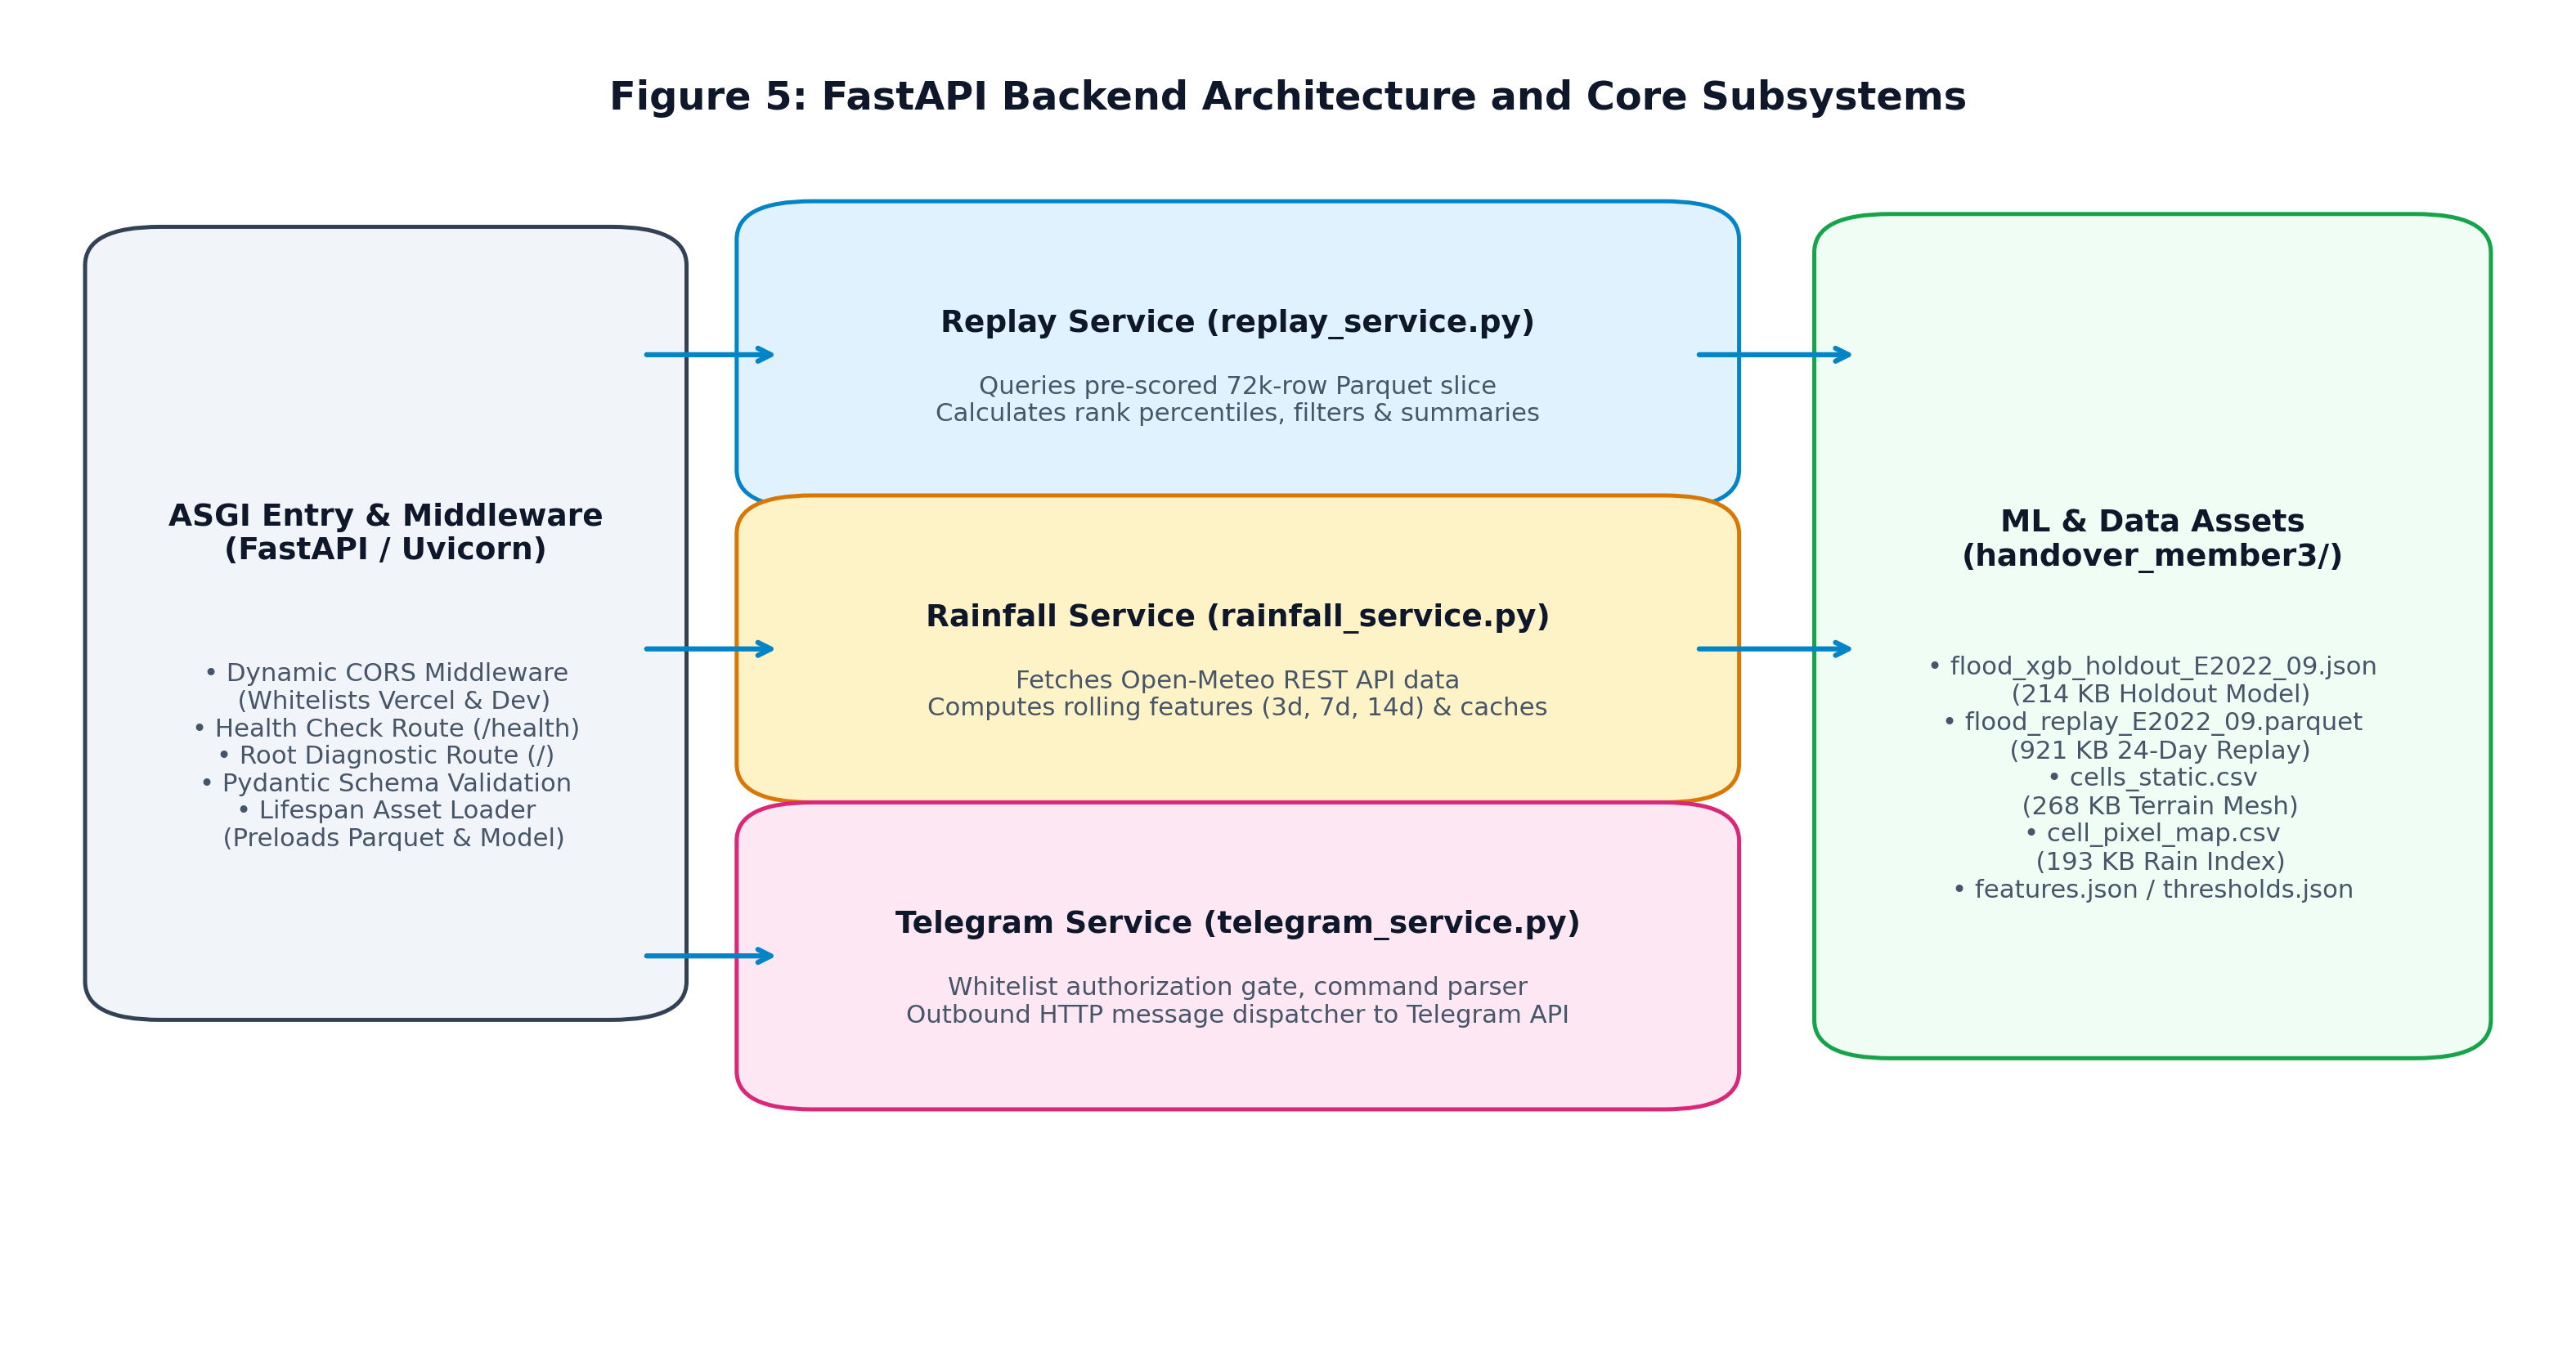 Figure 5: FastAPI Backend Architecture and Core Subsystems
ASGI Entry & Middleware
(FastAPI / Uvicorn)
• Dynamic CORS Middleware
(Whitelists Vercel & Dev)
• Health Check Route (/health)
• Root Diagnostic Route (/)
• Pydantic Schema Validation
• Lifespan Asset Loader
(Preloads Parquet & Model)
Replay Service (replay_service.py)
Queries pre-scored 72k-row Parquet slice
Calculates rank percentiles, filters & summaries
Rainfall Service (rainfall_service.py)
Fetches Open-Meteo REST API data
Computes rolling features (3d, 7d, 14d) & caches
Telegram Service (telegram_service.py)
Whitelist authorization gate, command parser
Outbound HTTP message dispatcher to Telegram API
ML & Data Assets
(handover_member3/)
• flood_xgb_holdout_E2022_09.json
(214 KB Holdout Model)
• flood_replay_E2022_09.parquet
(921 KB 24-Day Replay)
• cells_static.csv
(268 KB Terrain Mesh)
• cell_pixel_map.csv
(193 KB Rain Index)
• features.json / thresholds.json